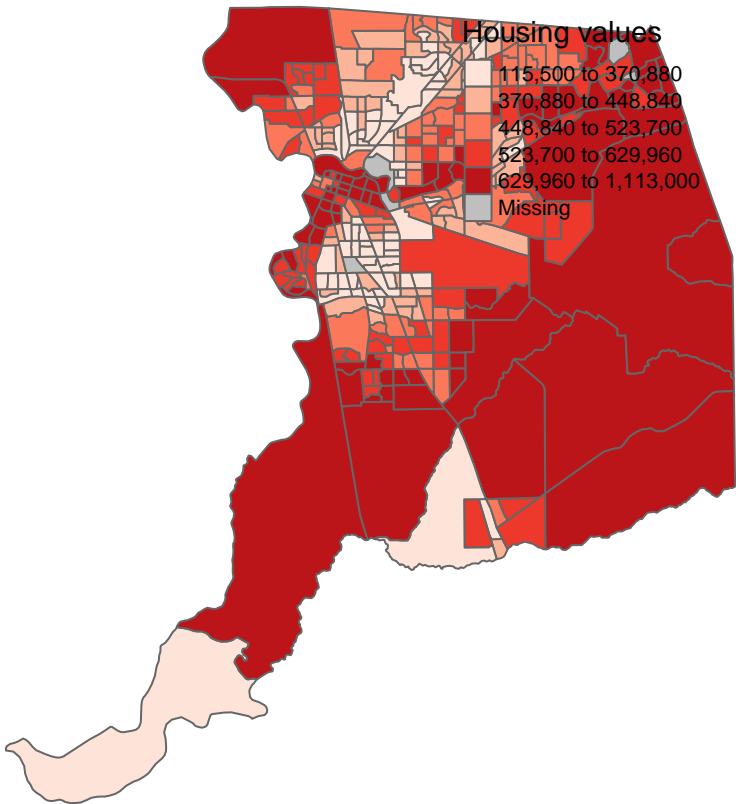 Housing values
115,500 to 370,880
370,880 to 448,840
448,840 to 523,700
523,700 to 629,960
629,960 to 1,113,000
Missing